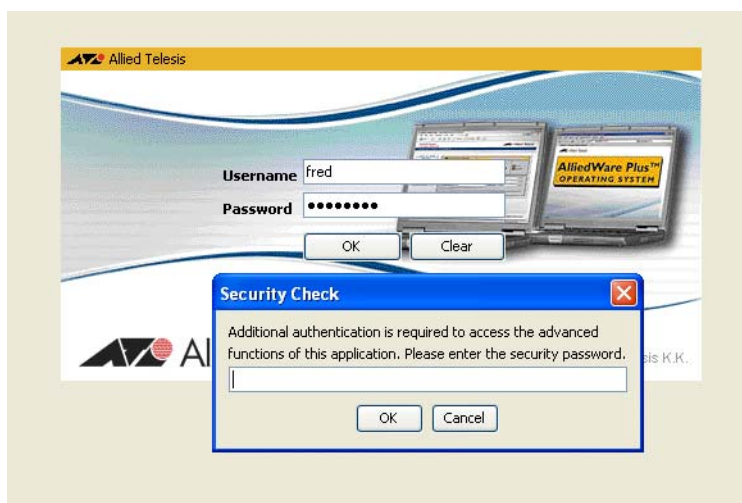 Allied Telesis
Username fred
Password ••••••••
OK Clear
AlliedWare Plus™
OPERATING SYSTEM
Security Check
Additional authentication is required to access the advanced
functions of this application. Please enter the security password.
OK Cancel
Al
sis K.K.